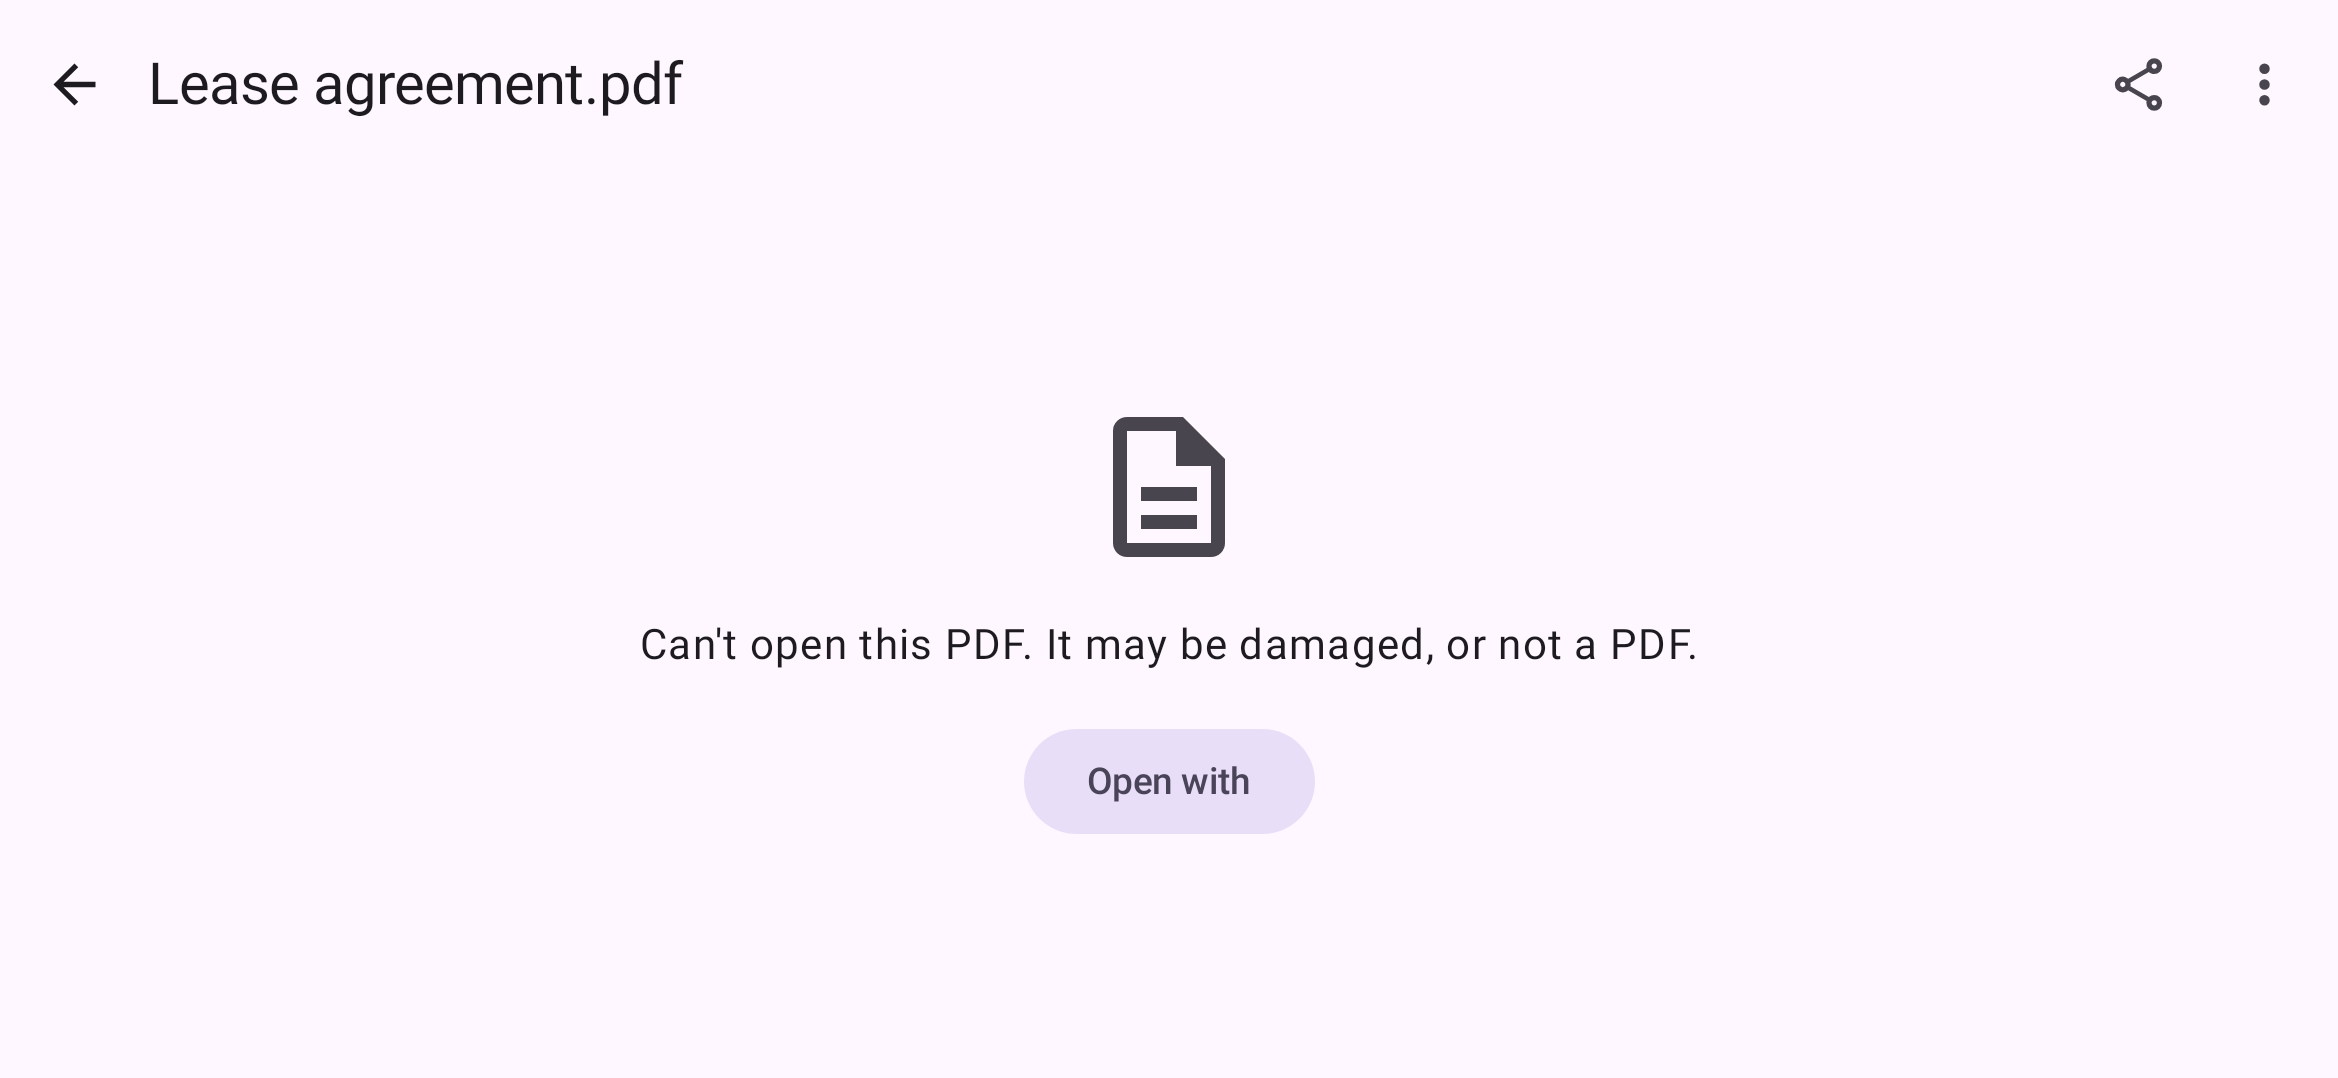 Lease agreement.pdf
Can't open this PDF. It may be damaged, or not a PDF.
Open with